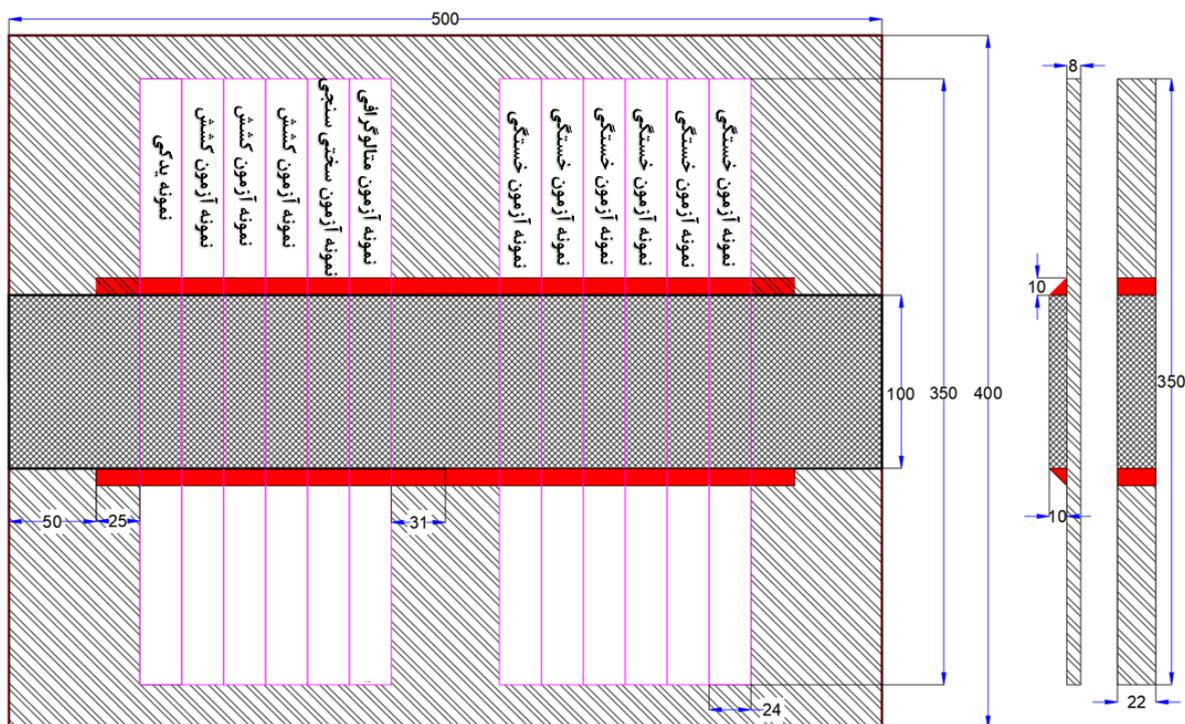 500
8
نمونه یدکی
نمونه آزمون کشش
نمونه آزمون کشش
نمونه آزمون کشش
نمونه آزمون سختی سنجی
نمونه آزمون متالوگرافی
نمونه آزمون خستگی
نمونه آزمون خستگی
نمونه آزمون خستگی
نمونه آزمون خستگی
نمونه آزمون خستگی
نمونه آزمون خستگی
10
100
350
400
350
50
25
31
10
24
22